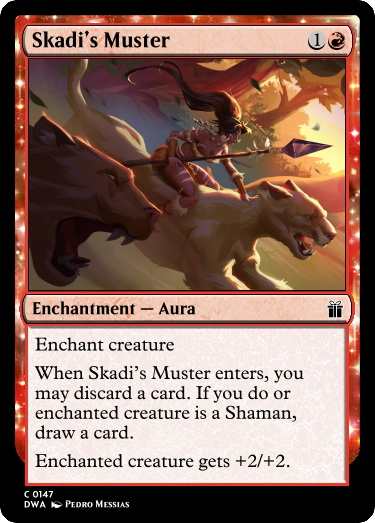 Skadi's Muster 1
Enchantment — Aura
Enchant creature
When Skadi's Muster enters, you
may discard a card. If you do or
enchanted creature is a Shaman,
draw a card.
Enchanted creature gets +2/+2.
C 0147
DWA Pedro Messias